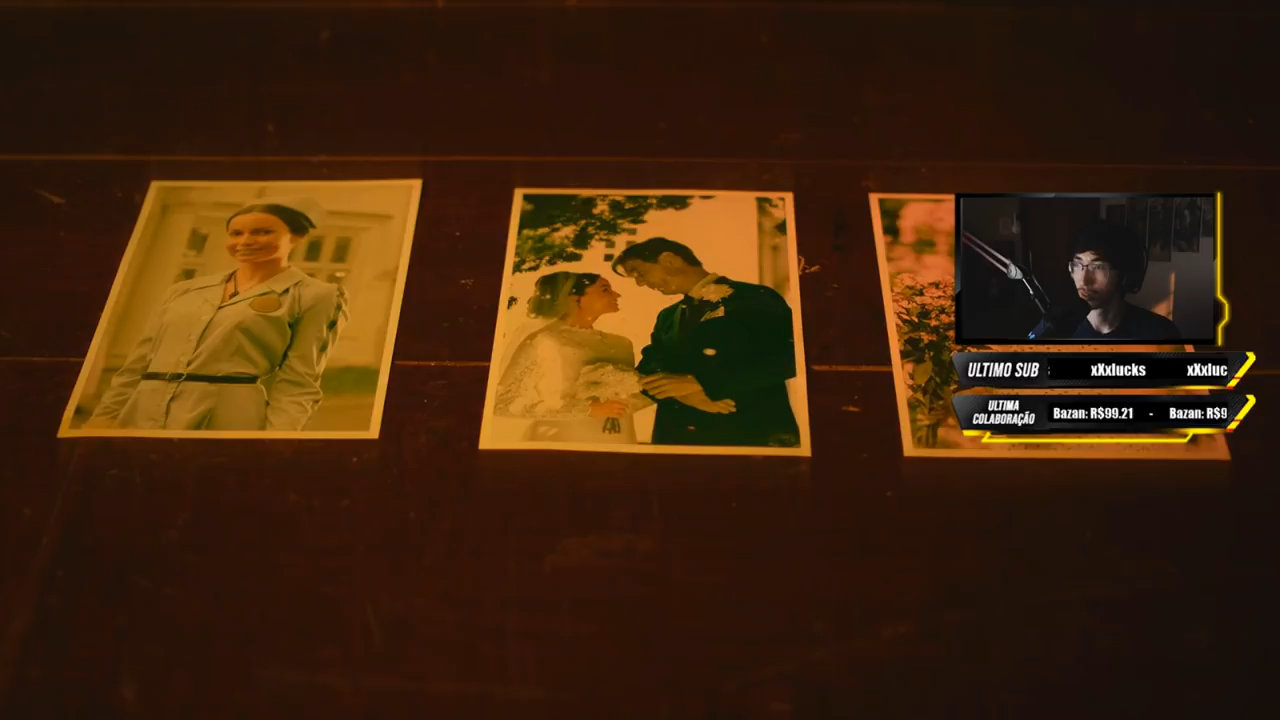 ULTIMO SUB : xXxlucks xXxluc
ULTIMA
COLABORAÇÃO
Bazan: R$99.21 - Bazan: R$9